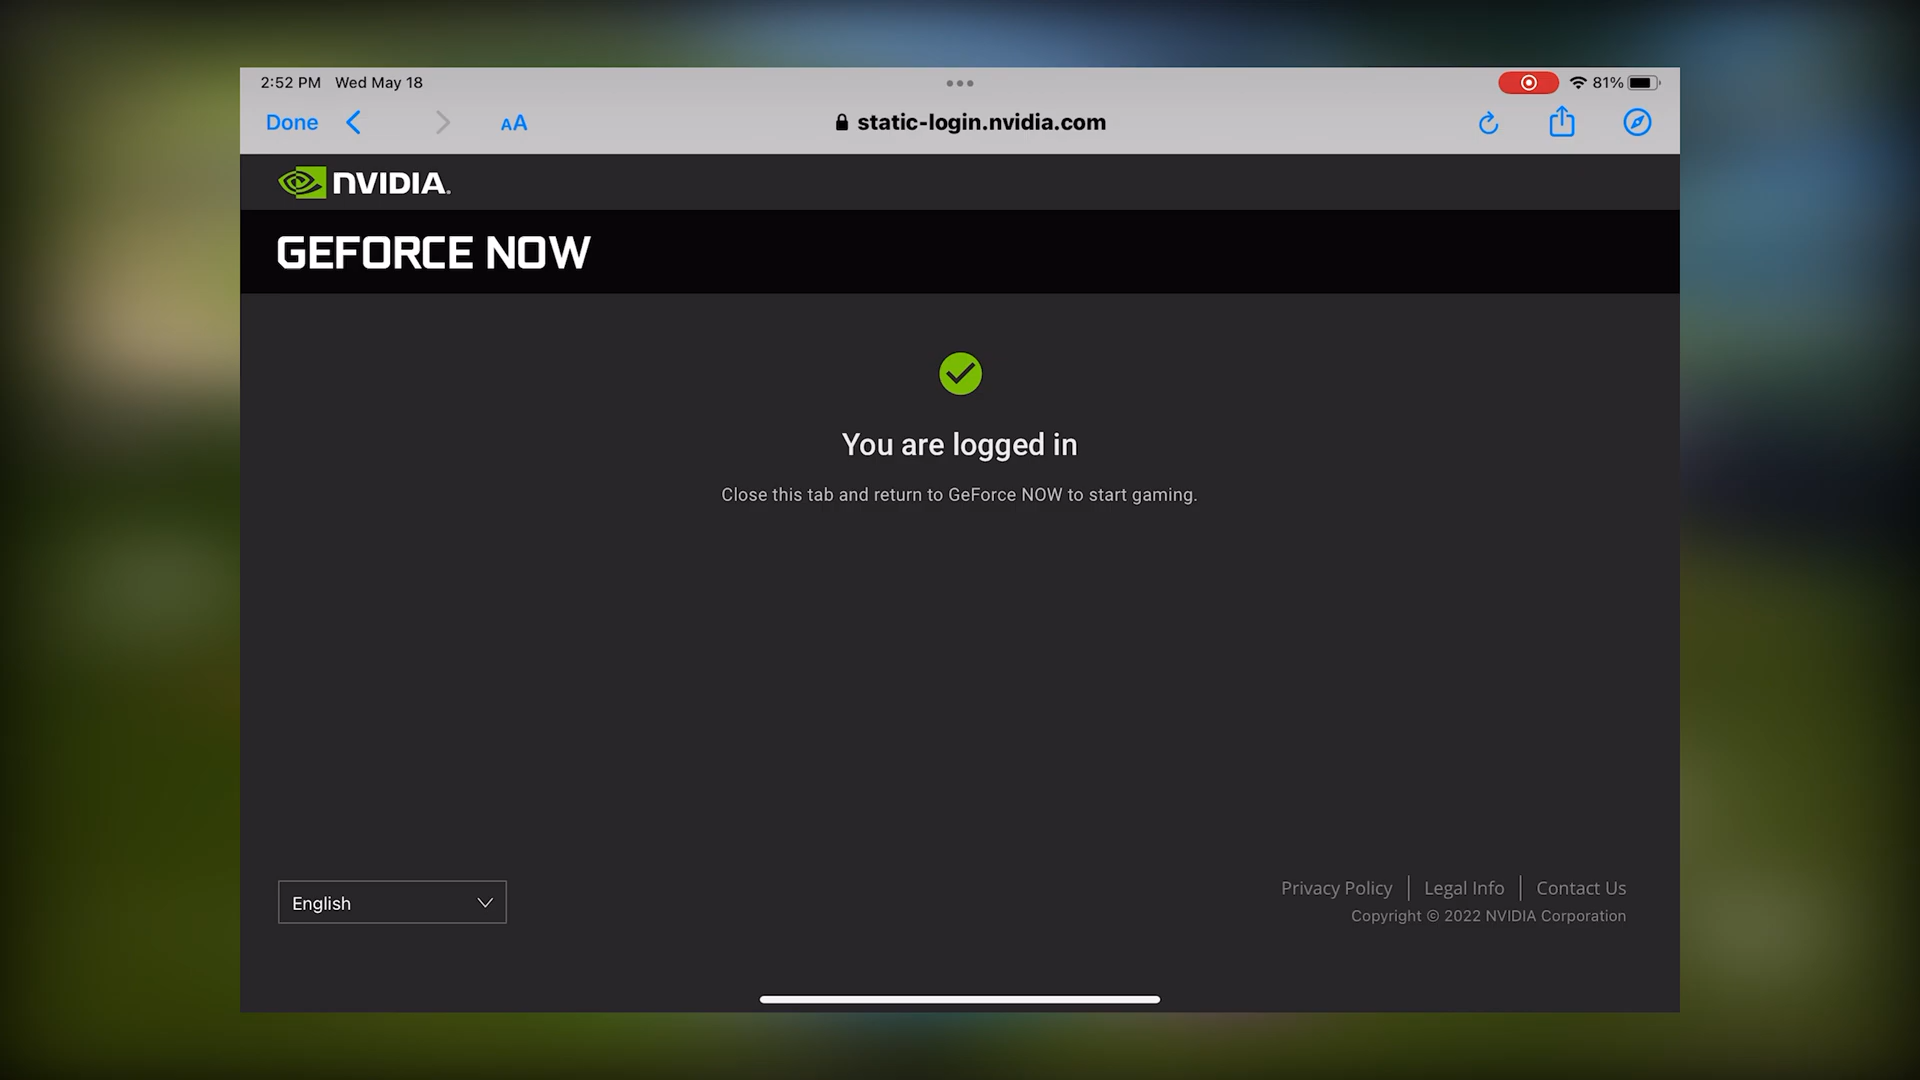 2:52 PM Wed May 18
81%
Done
AA
static-login.nvidia.com
NVIDIA.
GEFORCE NOW
You are logged in
Close this tab and return to GeForce NOW to start gaming.
English
Privacy Policy | Legal Info | Contact Us
Copyright © 2022 NVIDIA Corporation